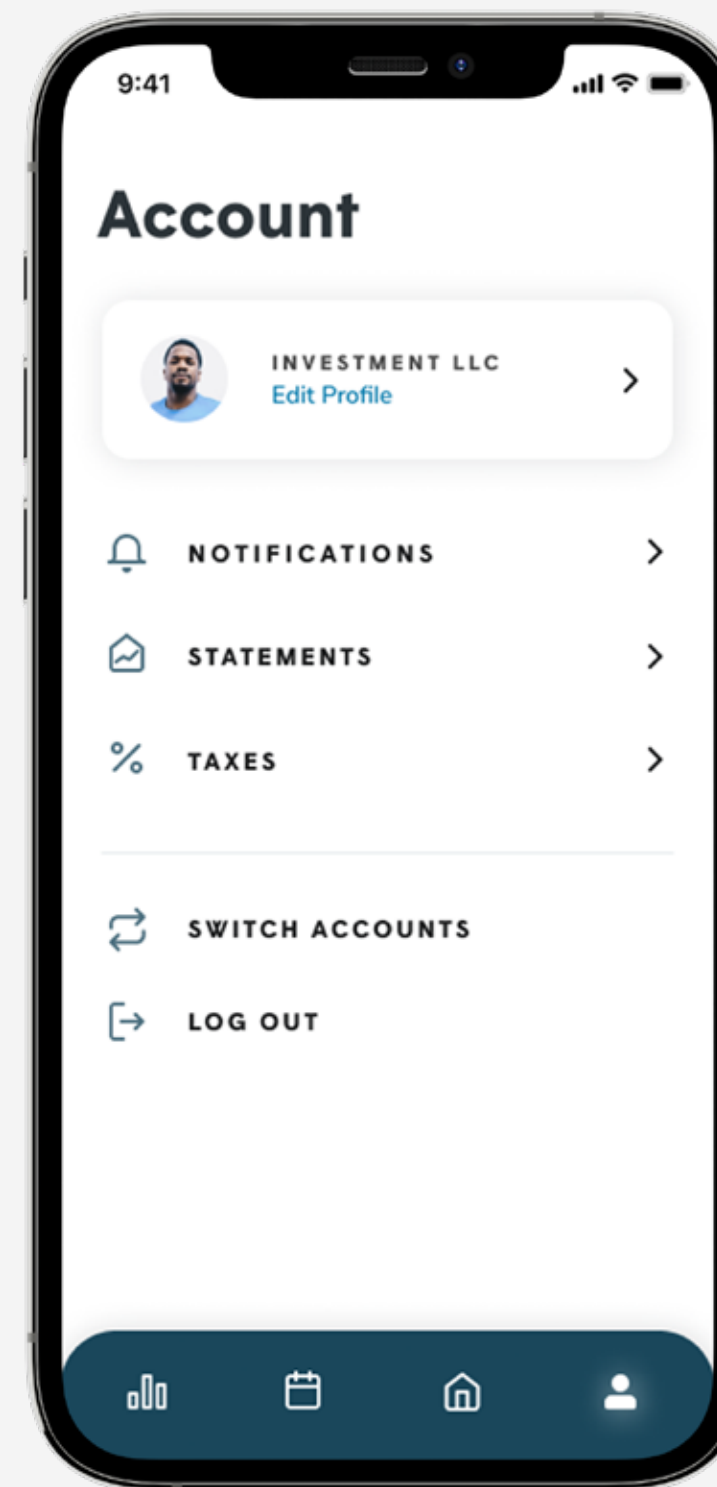 9:41
Account
INVESTMENT LLC
Edit Profile
NOTIFICATIONS
STATEMENTS
TAXES
SWITCH ACCOUNTS
LOG OUT